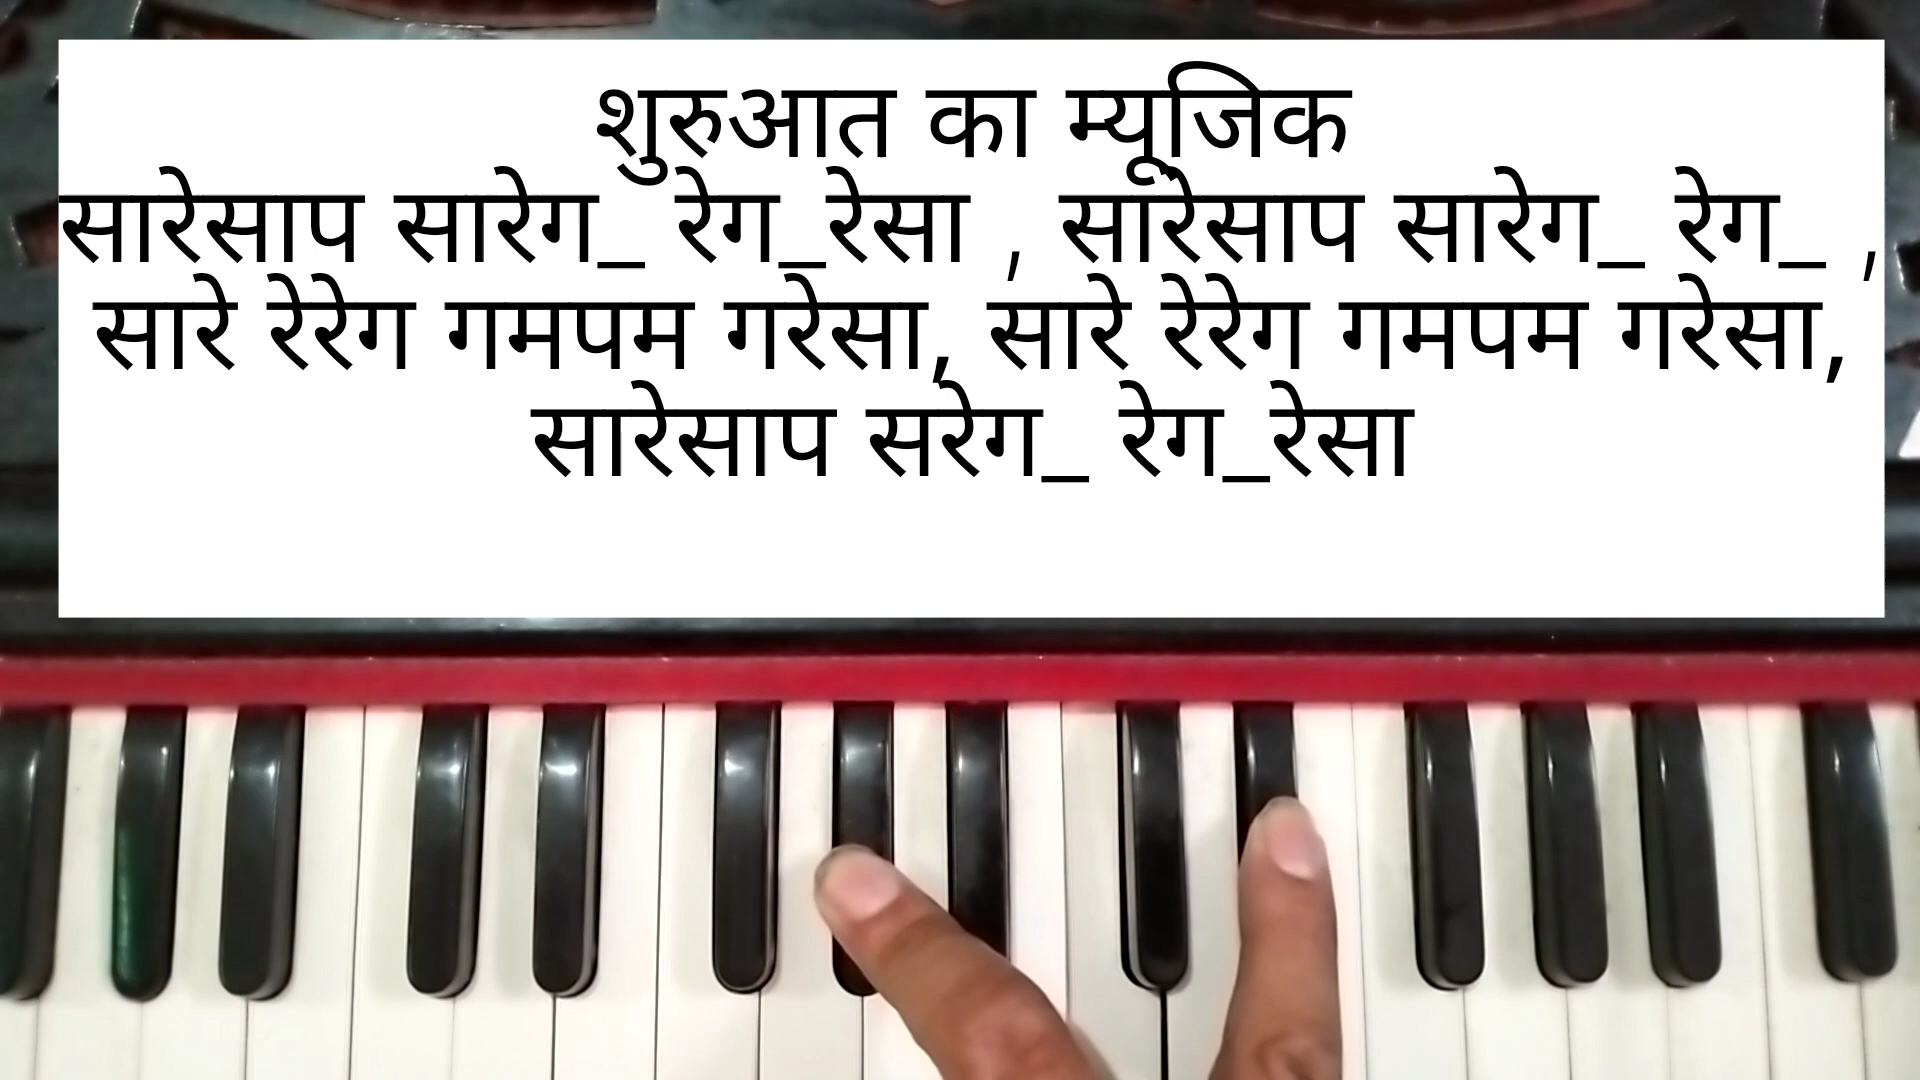 शुरुआत का म्यूजिक
सारेसाप सारेग_ रेग_रेसा , सारेसाप सारेग_ रेग_ ,
सारे रेरेग गमपम गरेसा, सारे रेरेग गमपम गरेसा,
सारेसाप सरेग_ रेग_रेसा